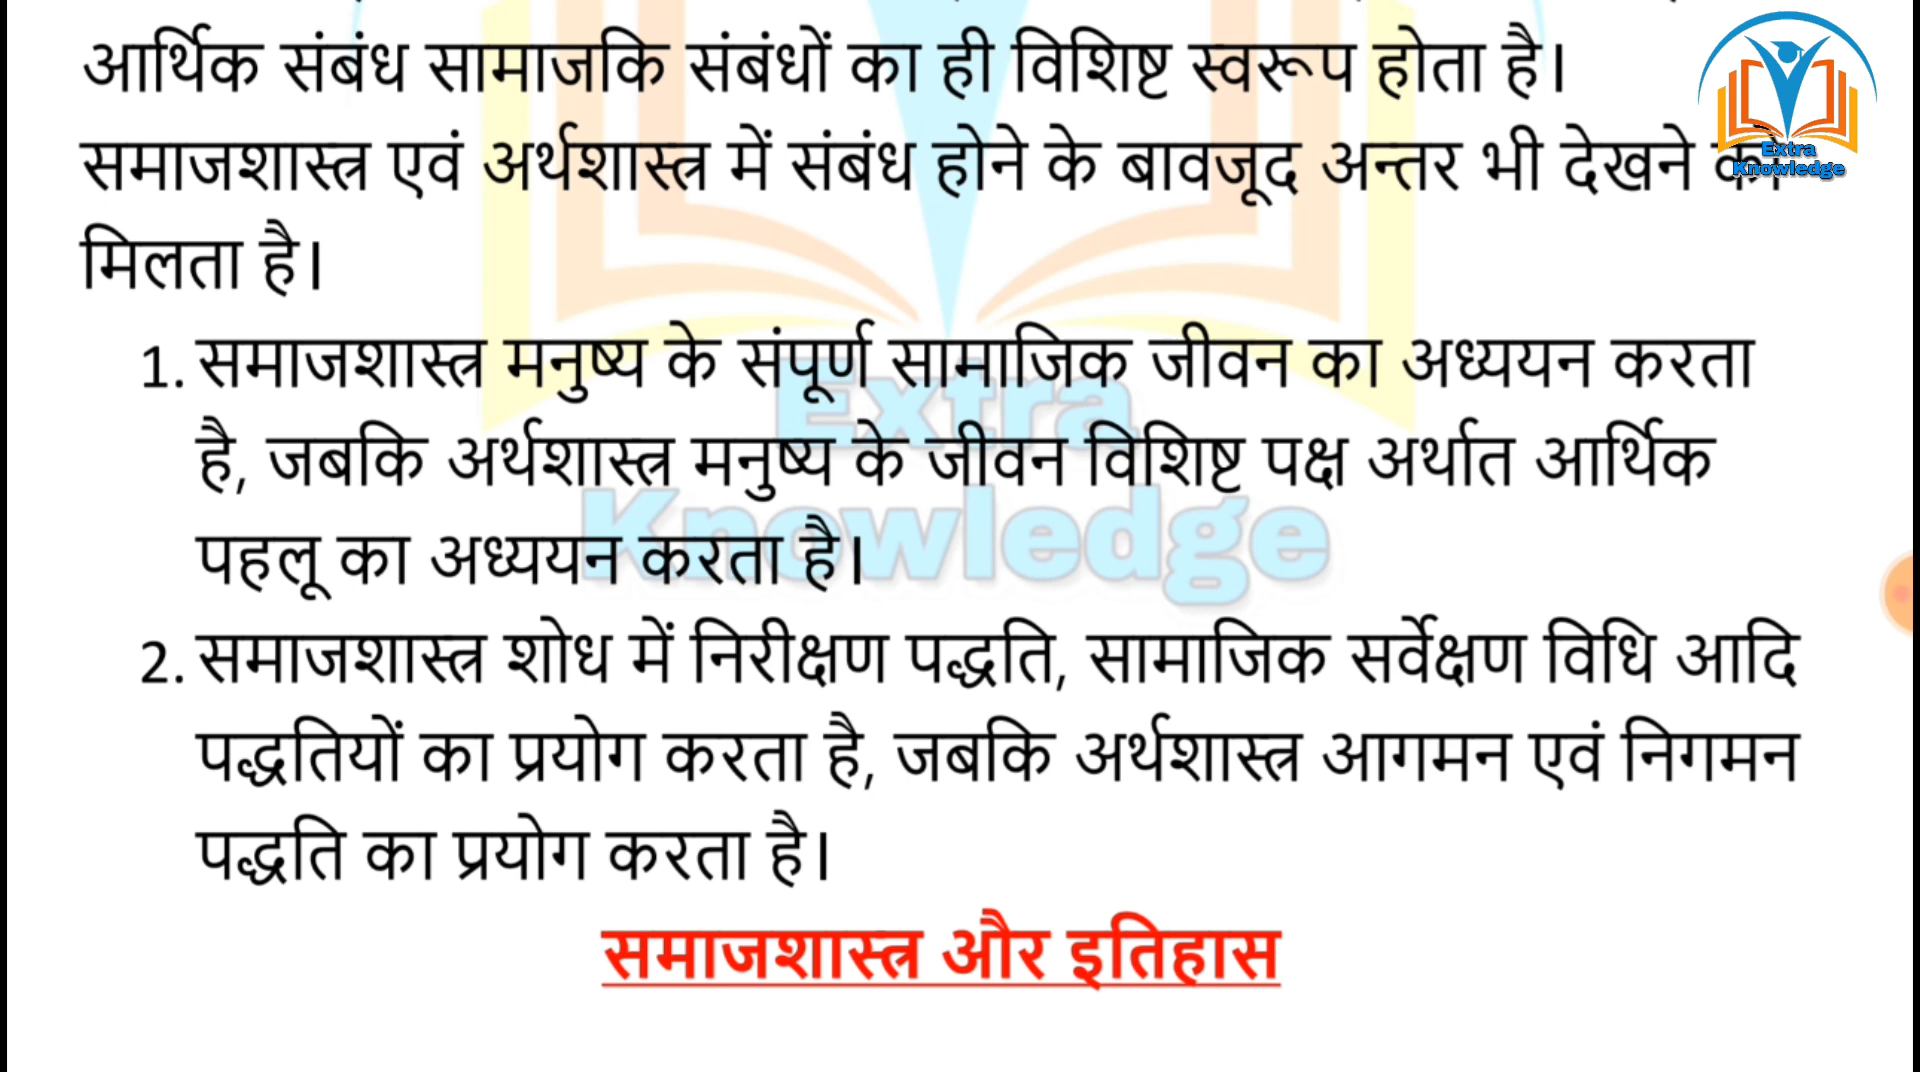 आर्थिक संबंध सामाजकि संबंधों का ही विशिष्ट स्वरूप होता है।
समाजशास्त्र एवं अर्थशास्त्र में संबंध होने के बावजूद अन्तर भी देखने को
मिलता है।
1. समाजशास्त्र मनुष्य के संपूर्ण सामाजिक जीवन का अध्ययन करता
है, जबकि अर्थशास्त्र मनुष्य के जीवन विशिष्ट पक्ष अर्थात आर्थिक
पहलू का अध्ययन करता है।
2. समाजशास्त्र शोध में निरीक्षण पद्धति, सामाजिक सर्वेक्षण विधि आदि
पद्धतियों का प्रयोग करता है, जबकि अर्थशास्त्र आगमन एवं निगमन
पद्धति का प्रयोग करता है।
समाजशास्त्र और इतिहास
Extra
Knowledge
Extra
Knowledge